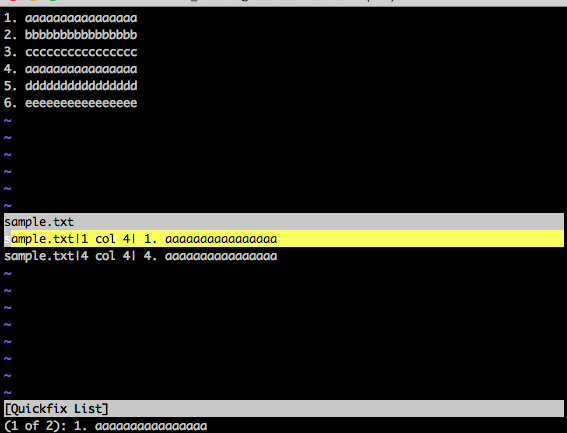 1. aaaaaaaaaaaaaaaa
2. bbbbbbbbbbbbbbbb
3. cccccccccccccccc
4. aaaaaaaaaaaaaaaa
5. dddddddddddddddd
6. eeeeeeeeeeeeeeee
~
~
~
~
~
~
sample.txt
sample.txt|1 col 4| 1. aaaaaaaaaaaaaaaa
sample.txt|4 col 4| 4. aaaaaaaaaaaaaaaa
~
~
~
~
~
~
~
~
[Quickfix List]
(1 of 2): 1. aaaaaaaaaaaaaaaa